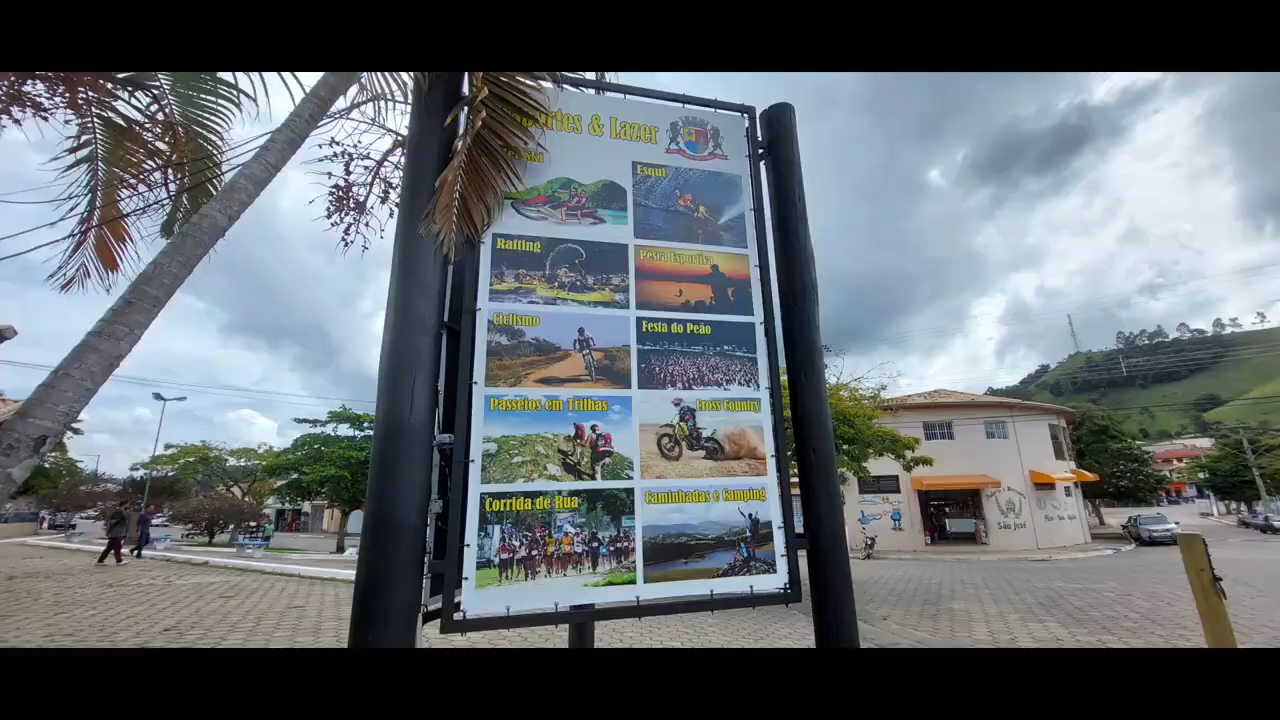 & Lazer
Esqui
Rafting
Pesca Esportiva
Ciclismo
Festa do Peão
Passeios em Trilhas
Cross Country
Corrida de Rua
Caminhadas e Camping
São José